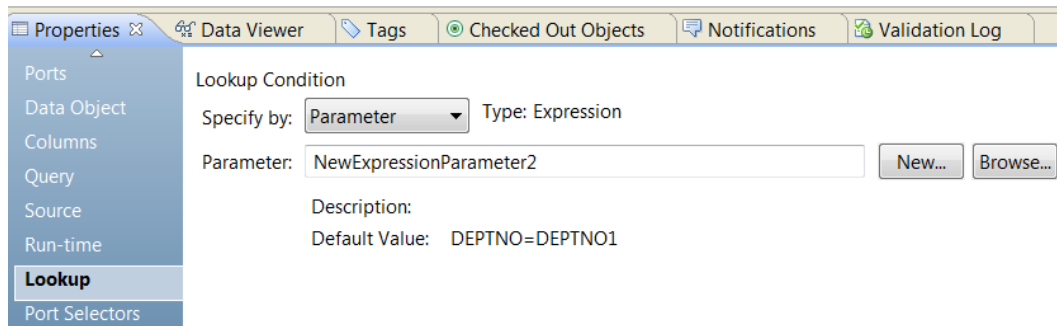 Properties Data Viewer Tags Checked Out Objects Notifications Validation Log
Ports
Data Object
Columns
Query
Source
Run-time
Lookup
Port Selectors
Lookup Condition
Specify by: Parameter Type: Expression
Parameter: NewExpressionParameter2 New... Browse...
Description:
Default Value: DEPTNO=DEPTNO1